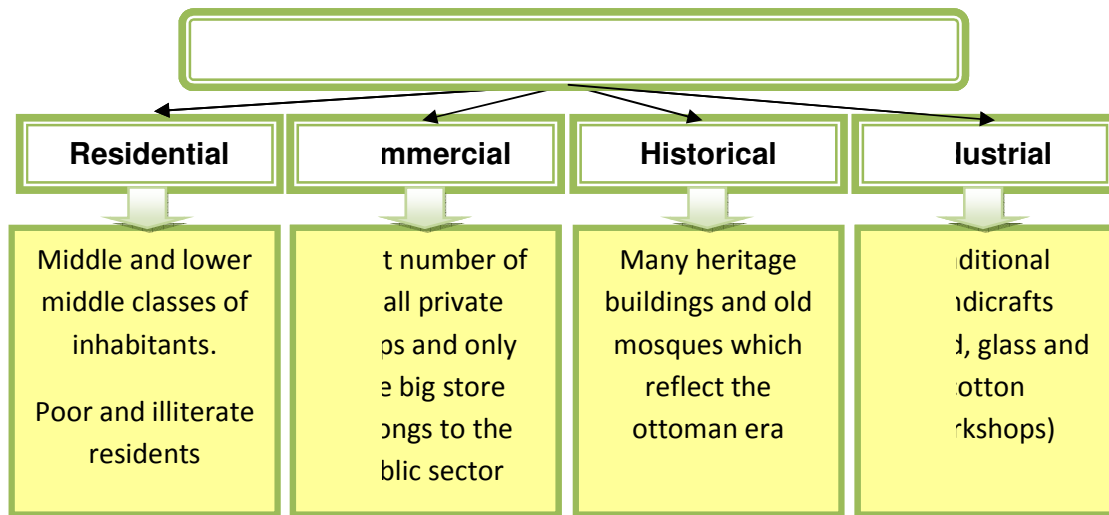 Residential
mmercial
Historical
ustrial
Middle and lower
middle classes of
inhabitants.
Poor and illiterate
residents
t number of
all private
ps and only
e big store
ongs to the
blic sector
Many heritage
buildings and old
mosques which
reflect the
ottoman era
ditional
ndicrafts
d, glass and
cotton
rkshops)